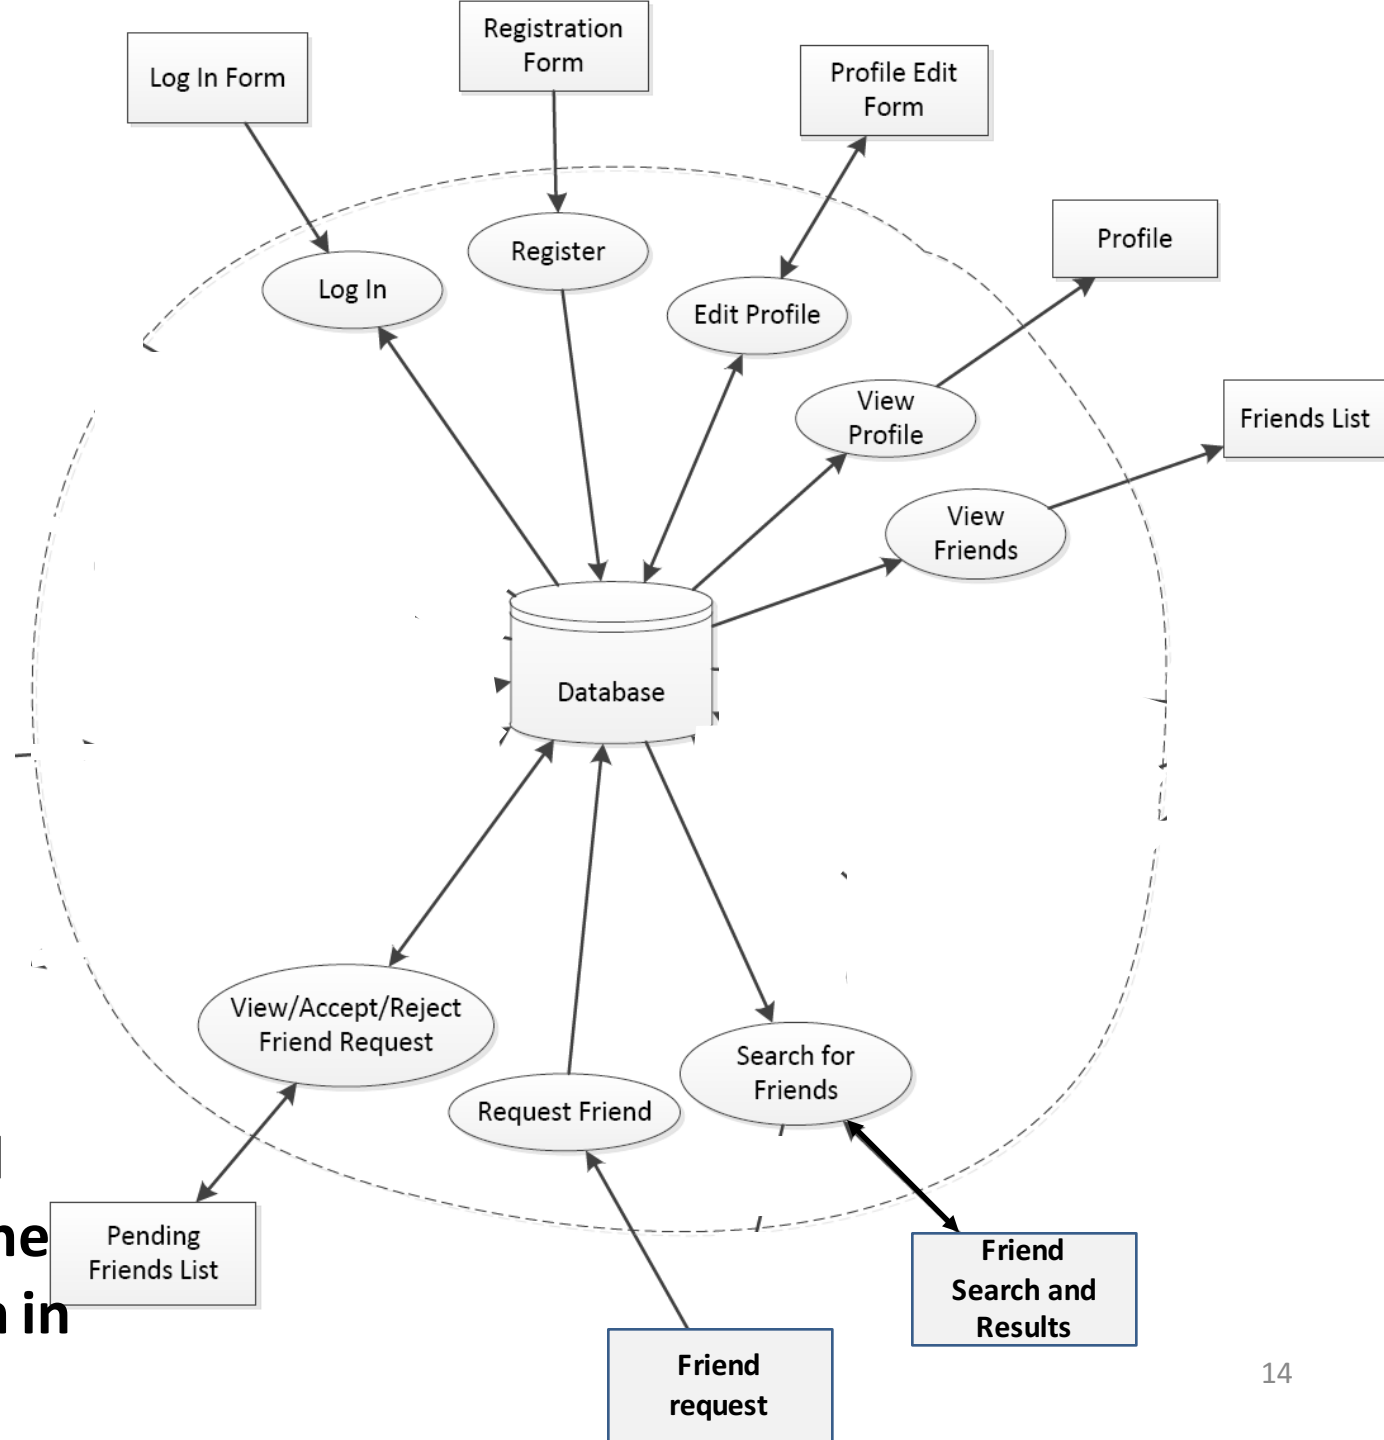 Registration
Form
Log In Form
Profile Edit
Form
Profile
Register
Log In
Edit Profile
View
Profile
Friends List
View
Friends
Database
View/Accept/Reject
Friend Request
Search for
Friends
Request Friend
Pending
Friends List
in
Friend
Search and
Results
Friend
request
14